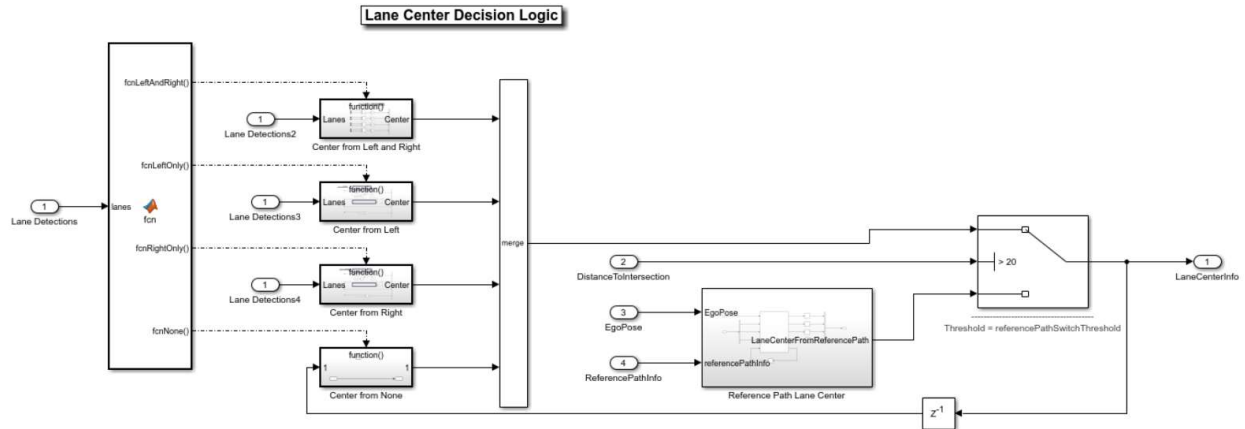 Lane Center Decision Logic
fcnLeftAndRight()
function()
1
Lanes
Center
Lane Detections2
Center from Left and Right
fcnLeftOnly()
function()
1
Lanes
Center
Lane Detections3
Center from Left
1
lanes
fcn
Lane Detections
fcnRightOnly()
function()
1
Lanes
Center
Lane Detections4
Center from Right
fcnNone()
function()
1
1
Center from None
merge
2
DistanceToIntersection
> 20
1
LaneCenterInfo
3
EgoPose
EgoPose
LaneCenterFromReferencePath
4
referencePathInfo
ReferencePathInfo
Reference Path Lane Center
Threshold = referencePathSwitchThreshold
Z-1